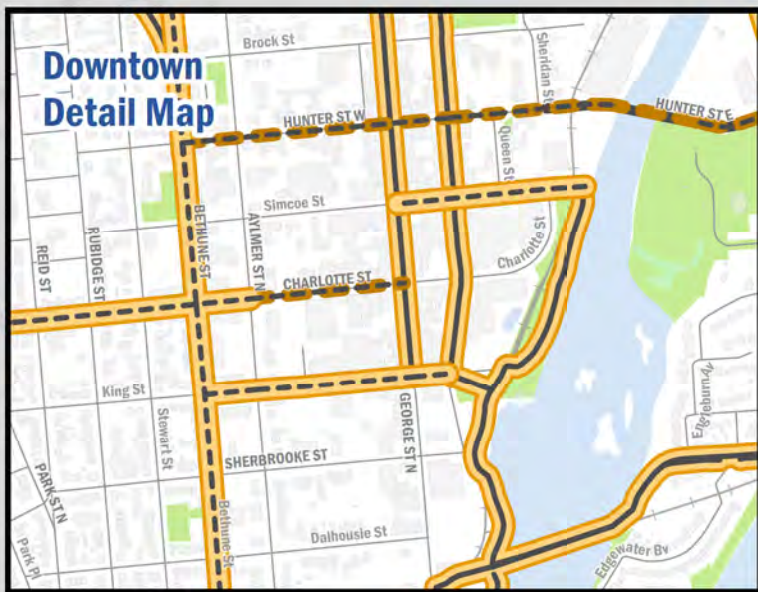 Downtown
Detail Map
Brock St
Sheridan St
HUNTER ST W
HUNTER ST E
Queen St
Simcoe St
BETHUNE ST
AYLMER ST N
RUBIDGE ST
REID ST
Charlotte St
CHARLOTTE ST
King St
Stewart St
GEORGE ST N
Engleburn Av
SHERBROOKE ST
PARK ST N
Bethune St
Dalhousie St
Park Pl
Edgewater Bv